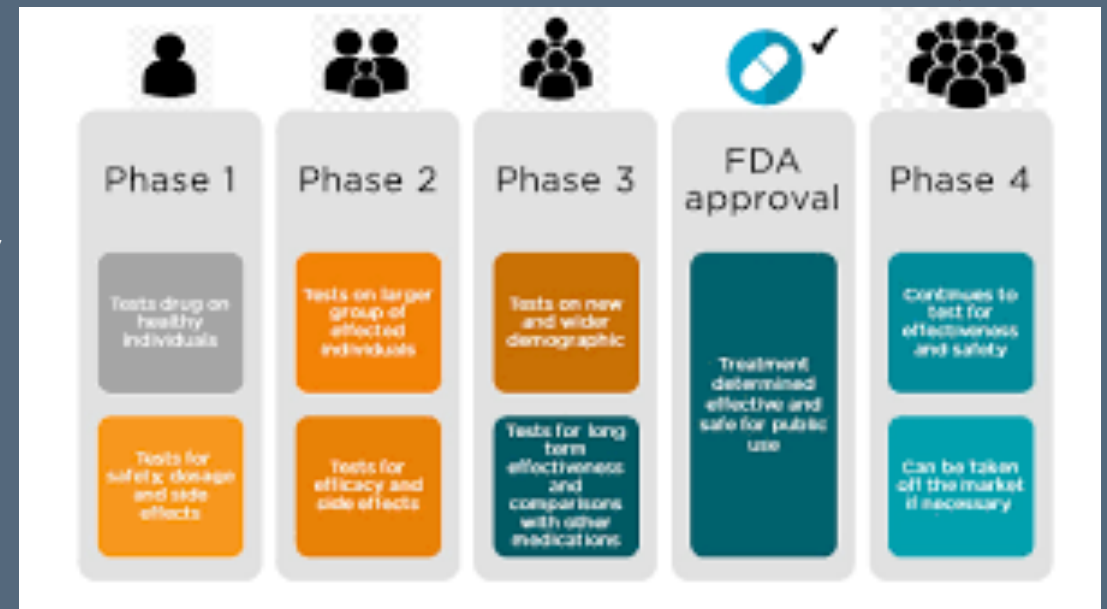 Phase 1
Tests drug on
healthy
individuals
Tests for
safety, dosage
and side
effects
Phase 2
Tests on larger
group of
effected
individuals
Tests for
efficacy and
side effects
Phase 3
Tests on new
and wider
demographic
Tests for long
term
effectiveness
and
comparisons
with other
medications
FDA
approval
Treatment
determined
effective and
safe for public
use
Phase 4
Continues to
test for
effectiveness
and safety
Can be taken
off the market
if necessary